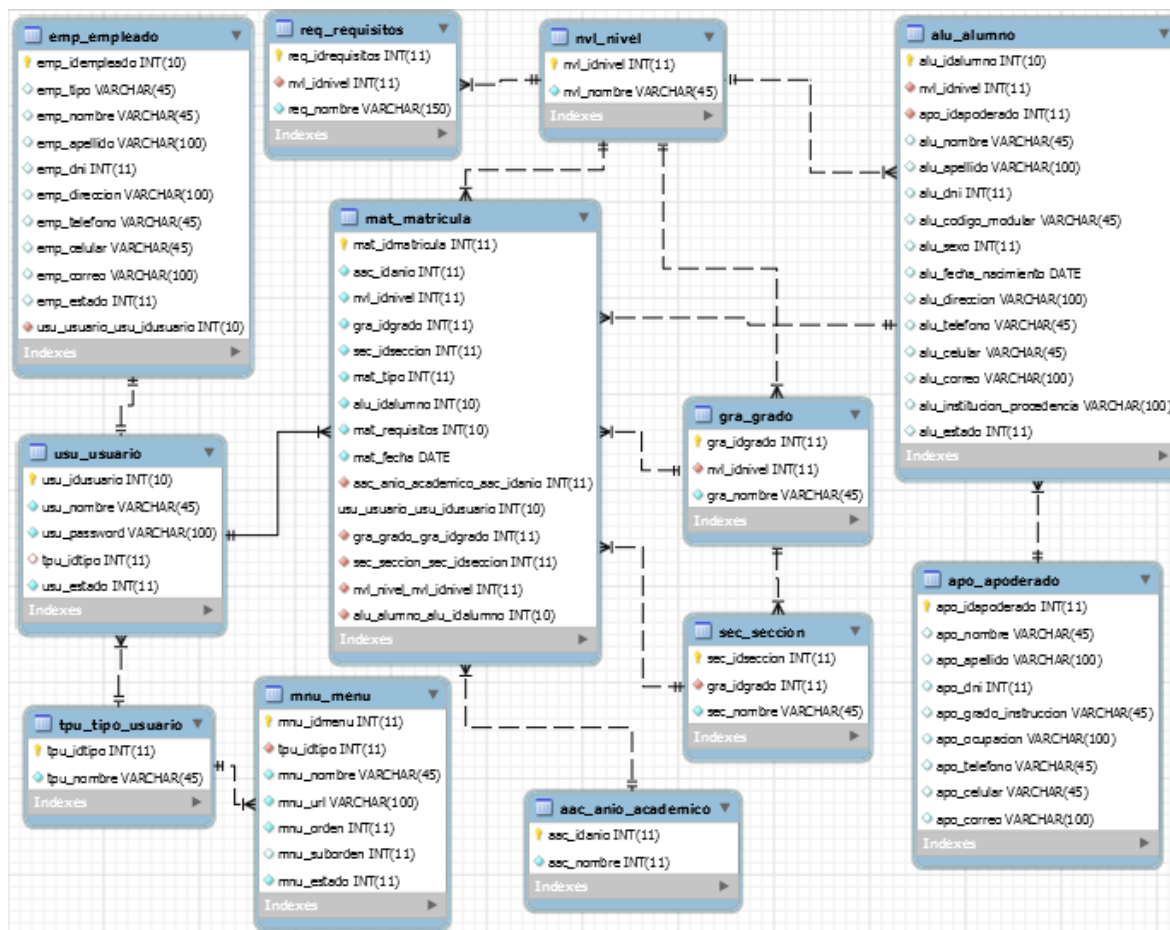 emp_empleado
emp_idempleado INT(10)
emp_tipo VARCHAR(45)
emp_nombre VARCHAR(45)
emp_apellido VARCHAR(100)
emp_dni INT(11)
emp_direccion VARCHAR(100)
emp_telefono VARCHAR(45)
emp_celular VARCHAR(45)
emp_correo VARCHAR(100)
emp_estado INT(11)
usu_usuario_usu_idusuario INT(10)
Indexes
req_requisitos
req_idrequisitos INT(11)
nvl_idnivel INT(11)
req_nombre VARCHAR(150)
Indexes
nvl_nivel
nvl_idnivel INT(11)
nvl_nombre VARCHAR(45)
Indexes
alu_alumno
alu_idalumno INT(10)
nvl_idnivel INT(11)
apo_idapoderado INT(11)
alu_nombre VARCHAR(45)
alu_apellido VARCHAR(100)
alu_dni INT(11)
alu_codigo_modular VARCHAR(45)
alu_sexo INT(11)
alu_fecha_nacimiento DATE
alu_direccion VARCHAR(100)
alu_telefono VARCHAR(45)
alu_celular VARCHAR(45)
alu_correo VARCHAR(100)
alu_institucion_procedencia VARCHAR(100)
alu_estado INT(11)
Indexes
mat_matricula
mat_idmatricula INT(11)
aac_idanio INT(11)
nvl_idnivel INT(11)
gra_idgrado INT(11)
sec_idseccion INT(11)
mat_tipo INT(11)
alu_idalumno INT(10)
mat_requisitos INT(10)
mat_fecha DATE
aac_anio_academico_aac_idanio INT(11)
usu_usuario_usu_idusuario INT(10)
gra_grado_gra_idgrado INT(11)
sec_seccion_sec_idseccion INT(11)
nvl_nivel_nvl_idnivel INT(11)
alu_alumno_alu_idalumno INT(10)
Indexes
usu_usuario
usu_idusuario INT(10)
usu_nombre VARCHAR(45)
usu_password VARCHAR(100)
tpu_idtipo INT(11)
usu_estado INT(11)
Indexes
gra_grado
gra_idgrado INT(11)
nvl_idnivel INT(11)
gra_nombre VARCHAR(45)
Indexes
apo_apoderado
apo_idapoderado INT(11)
apo_nombre VARCHAR(45)
apo_apellido VARCHAR(100)
apo_dni INT(11)
apo_grado_instruccion VARCHAR(45)
apo_ocupacion VARCHAR(100)
apo_telefono VARCHAR(45)
apo_celular VARCHAR(45)
apo_correo VARCHAR(100)
Indexes
sec_seccion
sec_idseccion INT(11)
gra_idgrado INT(11)
sec_nombre VARCHAR(45)
Indexes
tpu_tipo_usuario
tpu_idtipo INT(11)
tpu_nombre VARCHAR(45)
Indexes
mnu_menu
mnu_idmenu INT(11)
tpu_idtipo INT(11)
mnu_nombre VARCHAR(45)
mnu_url VARCHAR(100)
mnu_orden INT(11)
mnu_suborden INT(11)
mnu_estado INT(11)
Indexes
aac_anio_academico
aac_idanio INT(11)
aac_nombre INT(11)
Indexes